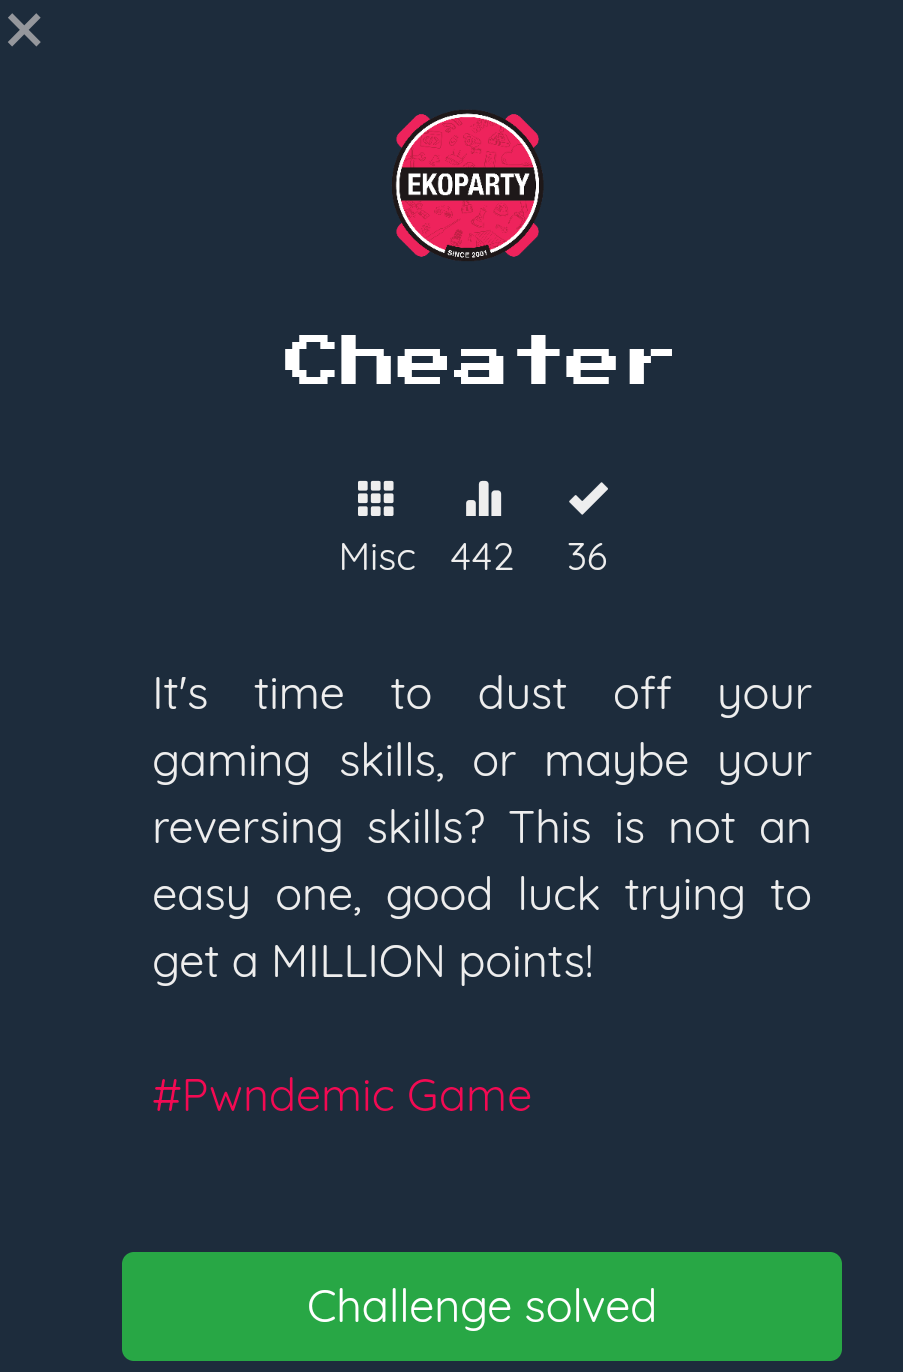 EKOPARTY
SINCE 2001
Cheater
Misc 442 36
It's time to dust off your
gaming skills, or maybe your
reversing skills? This is not an
easy one, good luck trying to
get a MILLION points!
#Pwndemic Game
Challenge solved